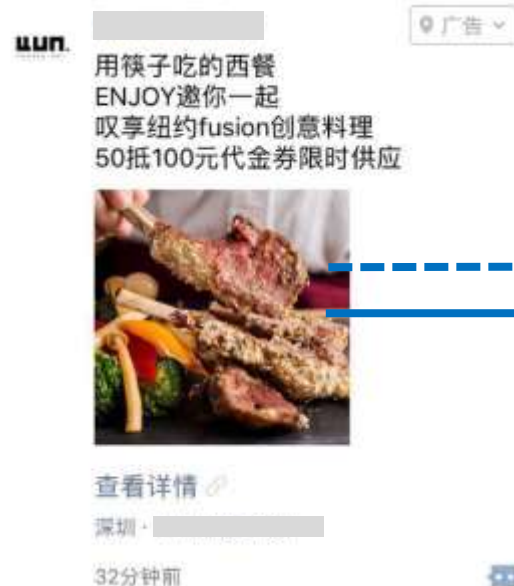 广告
用筷子吃的西餐
ENJOY邀你一起
叹享纽约fusion创意料理
50抵100元代金券限时供应
查看详情
深圳·
32分钟前